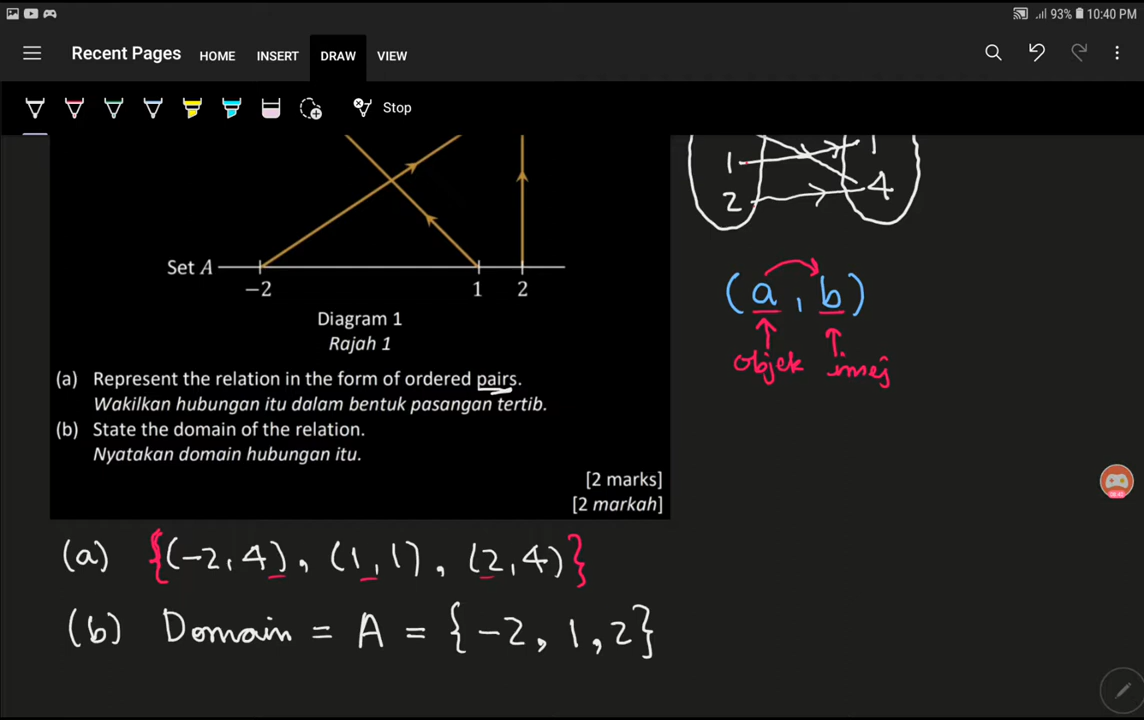 93% 10:40 PM
Recent Pages HOME INSERT DRAW VIEW
Stop
1 1
2 4
Set A
−2 1 2
Diagram 1
Rajah 1
(a , b)
objek imej
(a) Represent the relation in the form of ordered pairs.
Wakilkan hubungan itu dalam bentuk pasangan tertib.
(b) State the domain of the relation.
Nyatakan domain hubungan itu.
[2 marks]
[2 markah]
(a) {(-2,4), (1,1), (2,4)}
(b) Domain = A = {-2, 1, 2}